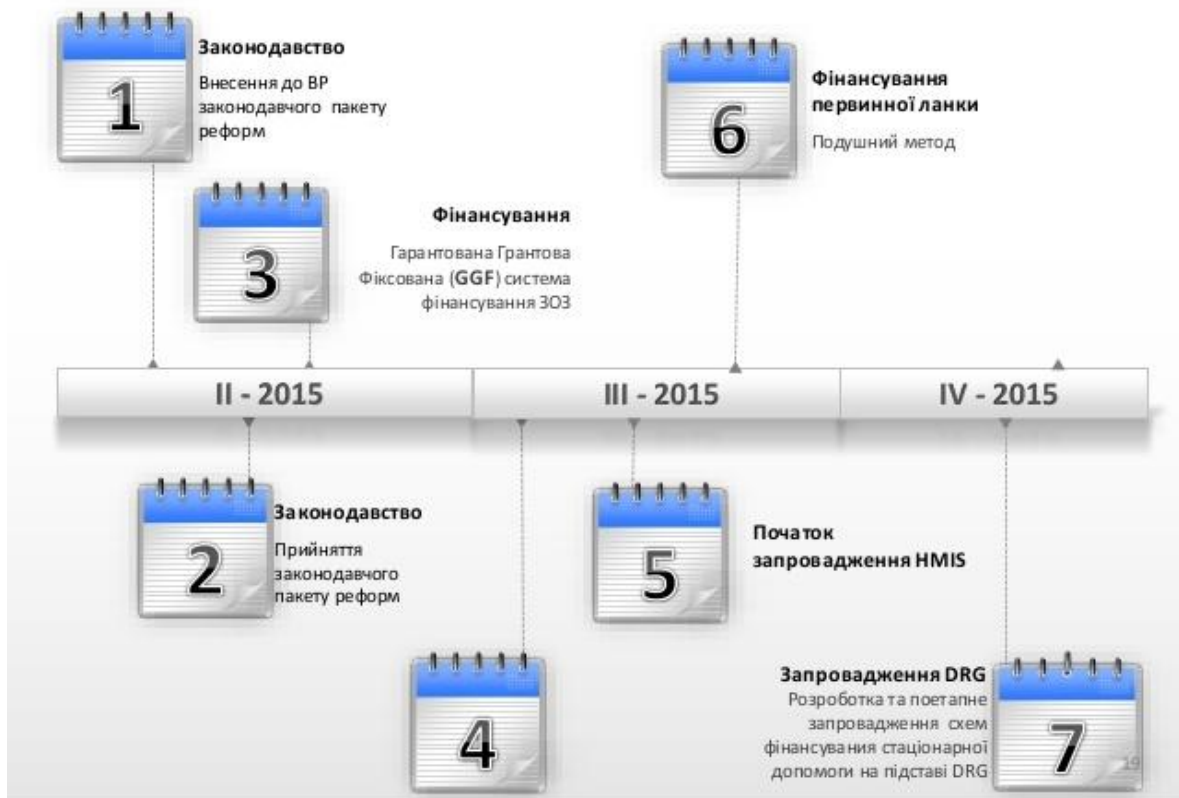 1
Законодавство
Внесення до ВР
законодавчого пакету
реформ
6
Фінансування
первинної ланки
Подушний метод
3
Фінансування
Гарантована Грантова
Фіксована (GGF) система
фінансування ЗОЗ
II - 2015
III - 2015
IV - 2015
2
Законодавство
Прийняття
законодавчого
пакету реформ
5
Початок
запровадження HMIS
4
7
Запровадження DRG
Розробота та поетапне
запровадження схем
фінансування стаціонарної
допомоги на підставі DRG
19